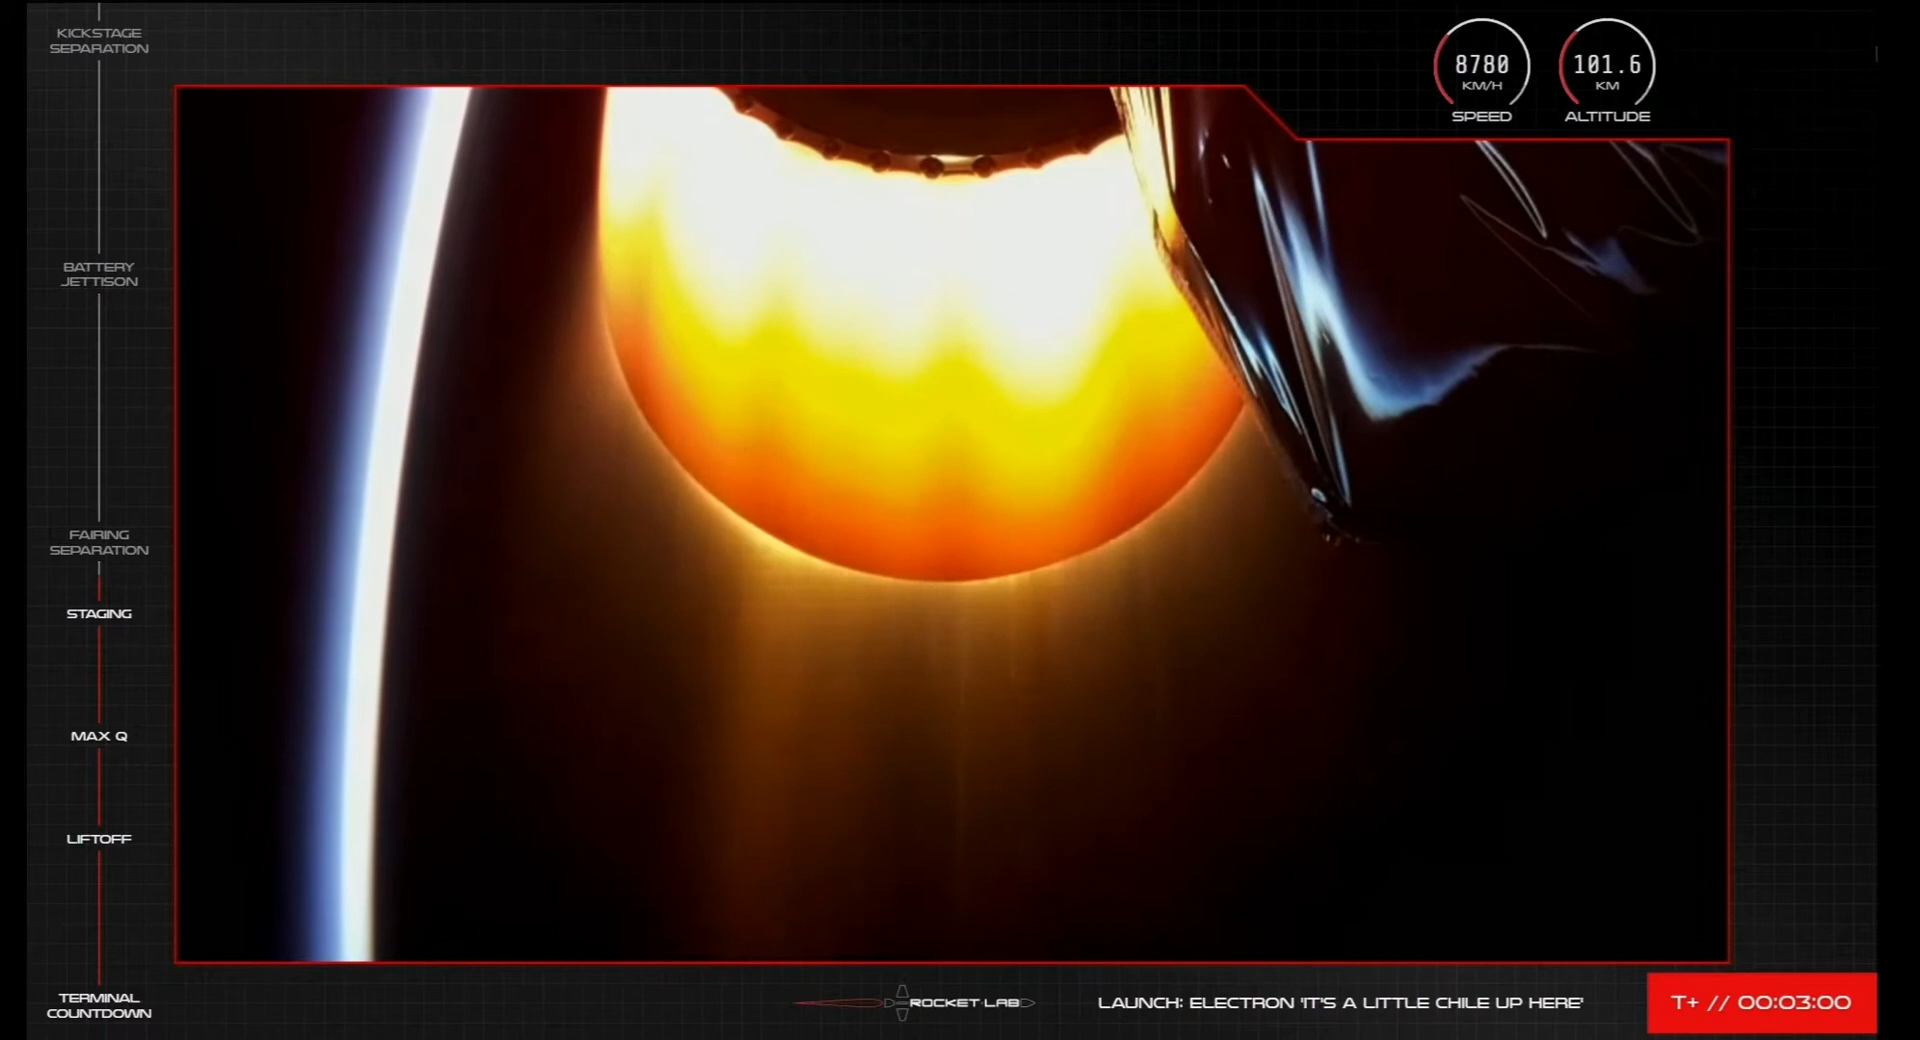 KICKSTAGE
SEPARATION
8780
KM/H
SPEED
101.6
KM
ALTITUDE
BATTERY
JETTISON
FAIRING
SEPARATION
STAGING
MAX Q
LIFTOFF
TERMINAL
COUNTDOWN
ROCKET LAB
LAUNCH: ELECTRON 'IT'S A LITTLE CHILE UP HERE'
T+ // 00:03:00